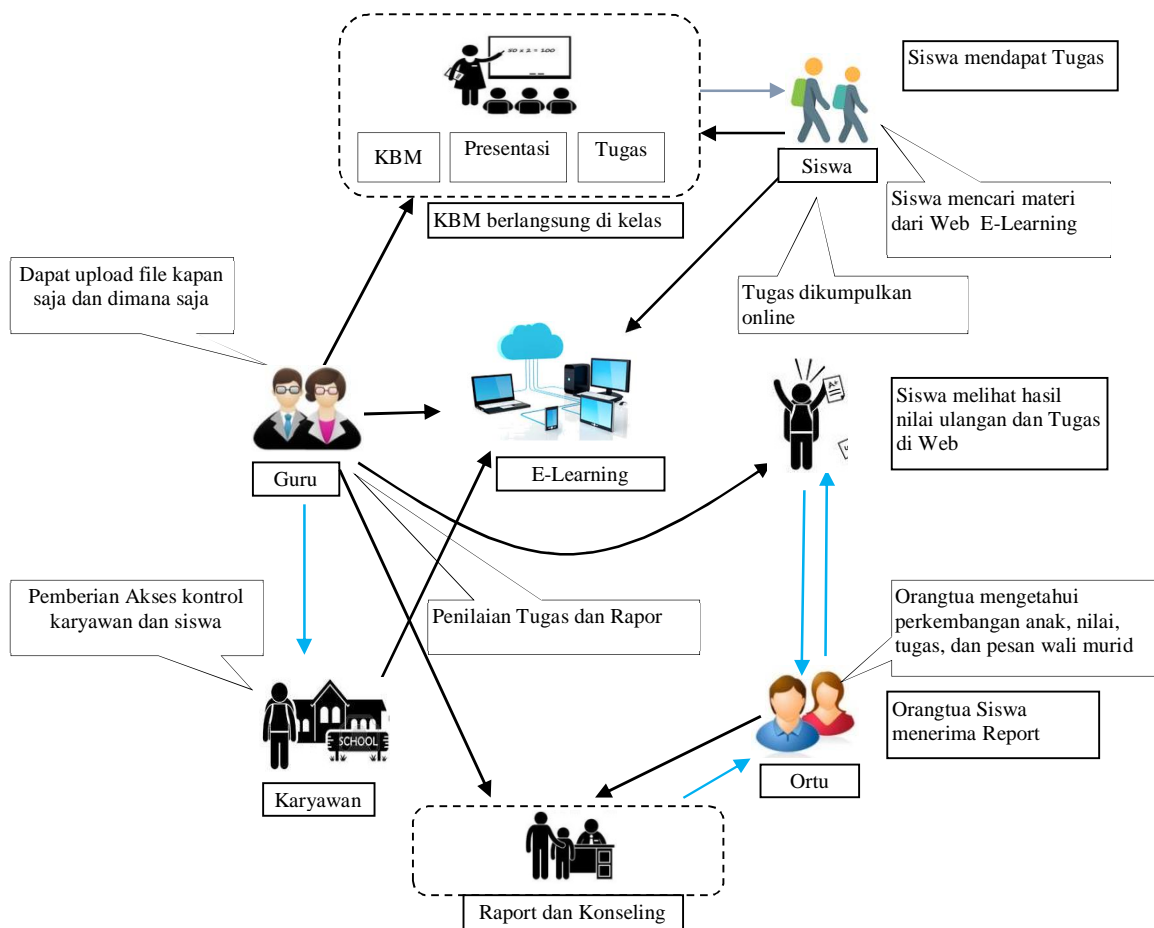 50 x 2 = 100
Siswa mendapat Tugas
KBM
Presentasi
Tugas
Siswa
KBM berlangsung di kelas
Siswa mencari materi
dari Web E-Learning
Dapat upload file kapan
saja dan dimana saja
Tugas dikumpulkan
online
A+
Siswa melihat hasil
nilai ulangan dan Tugas
di Web
Guru
E-Learning
Pemberian Akses kontrol
karyawan dan siswa
Penilaian Tugas dan Rapor
Orangtua mengetahui
perkembangan anak, nilai,
tugas, dan pesan wali murid
SCHOOL
Orangtua Siswa
menerima Report
Karyawan
Ortu
Raport dan Konseling